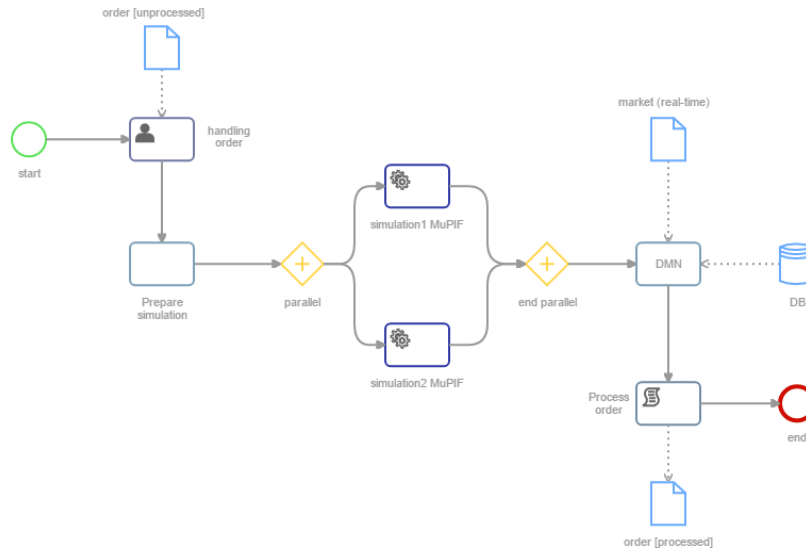 order [unprocessed]
start
handling
order
Prepare
simulation
parallel
simulation1 MuPIF
simulation2 MuPIF
end parallel
market (real-time)
DMN
DB
Process
order
end
order [processed]